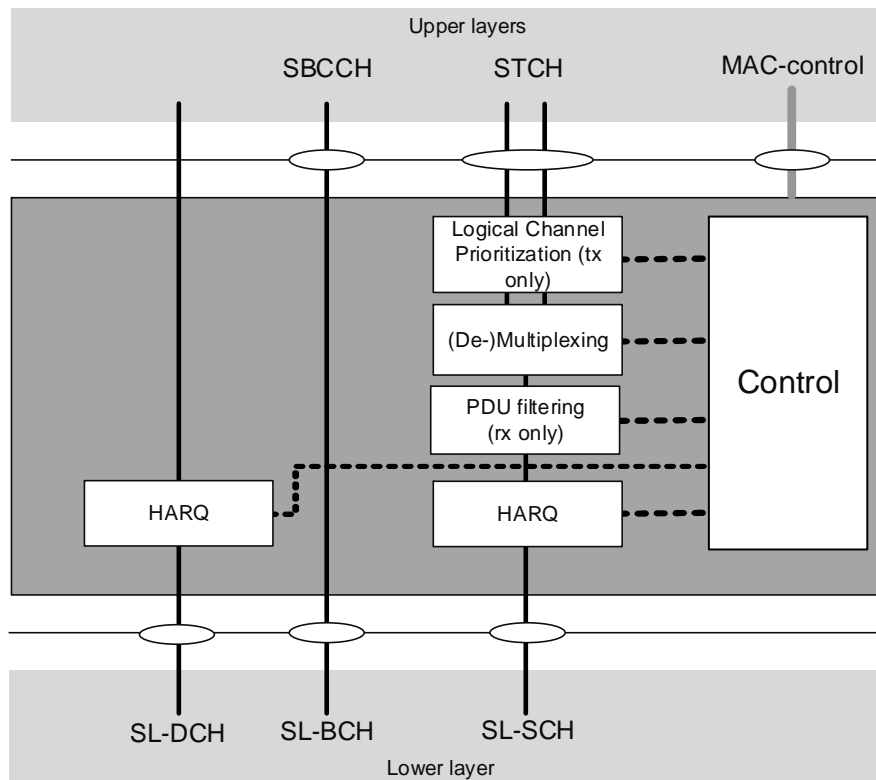 Upper layers
SBCCH
STCH
MAC-control
Logical Channel
Prioritization (tx
only)
(De-)Multiplexing
PDU filtering
(rx only)
Control
HARQ
HARQ
SL-DCH
SL-BCH
SL-SCH
Lower layer